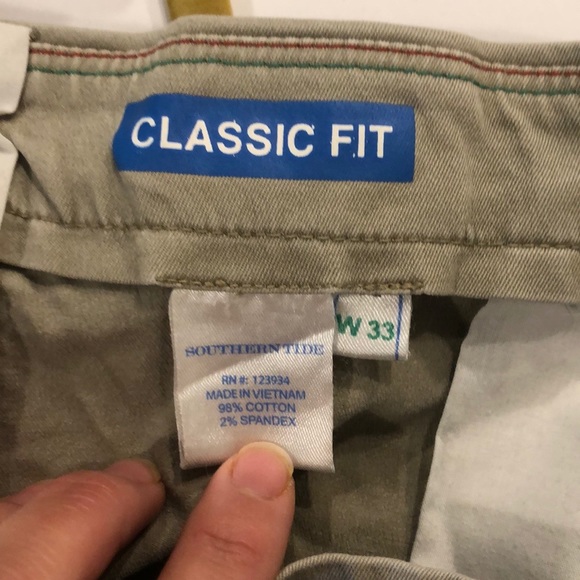 CLASSIC FIT
SOUTHERN TIDE
W 33
RN #: 123934
MADE IN VIETNAM
98% COTTON
2% SPANDEX